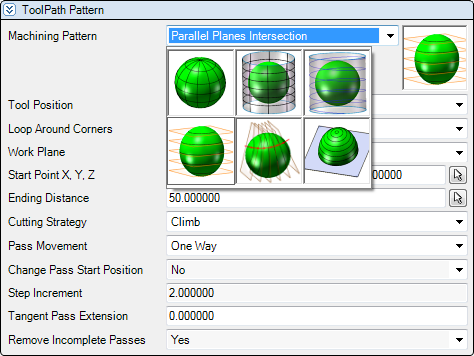 ToolPath Pattern
Machining Pattern Parallel Planes Intersection
Tool Position
Loop Around Corners
Work Plane
Start Point X, Y, Z 00000
Ending Distance 50.000000
Cutting Strategy Climb
Pass Movement One Way
Change Pass Start Position No
Step Increment 2.000000
Tangent Pass Extension 0.000000
Remove Incomplete Passes Yes